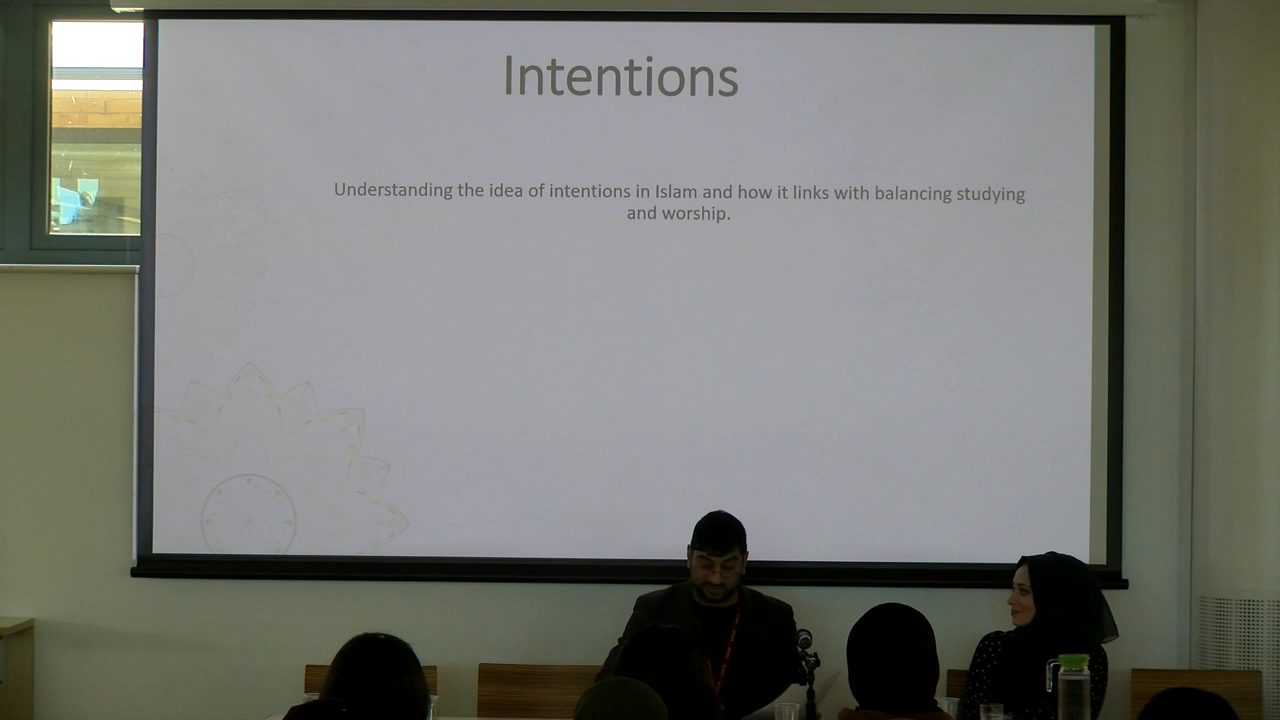 Intentions
Understanding the idea of intentions in Islam and how it links with balancing studying
and worship.